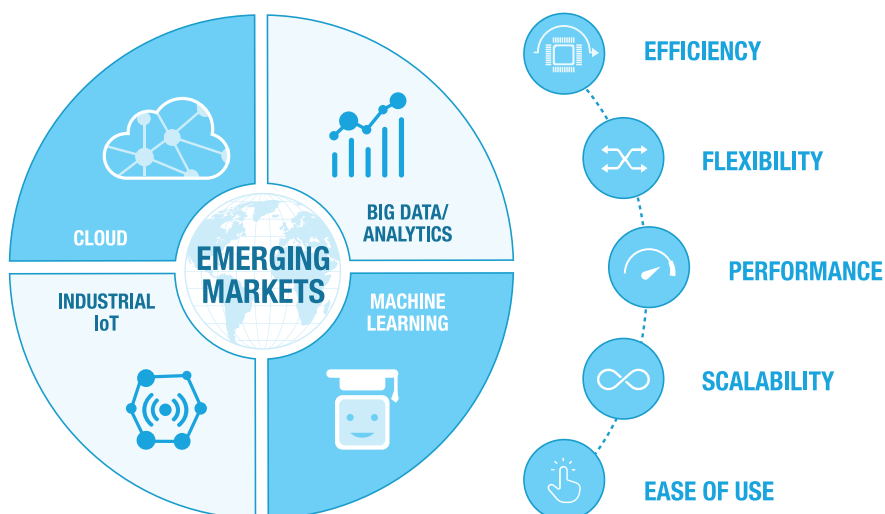 CLOUD
BIG DATA/
ANALYTICS
EMERGING
MARKETS
INDUSTRIAL
IoT
MACHINE
LEARNING
EFFICIENCY
FLEXIBILITY
PERFORMANCE
SCALABILITY
EASE OF USE